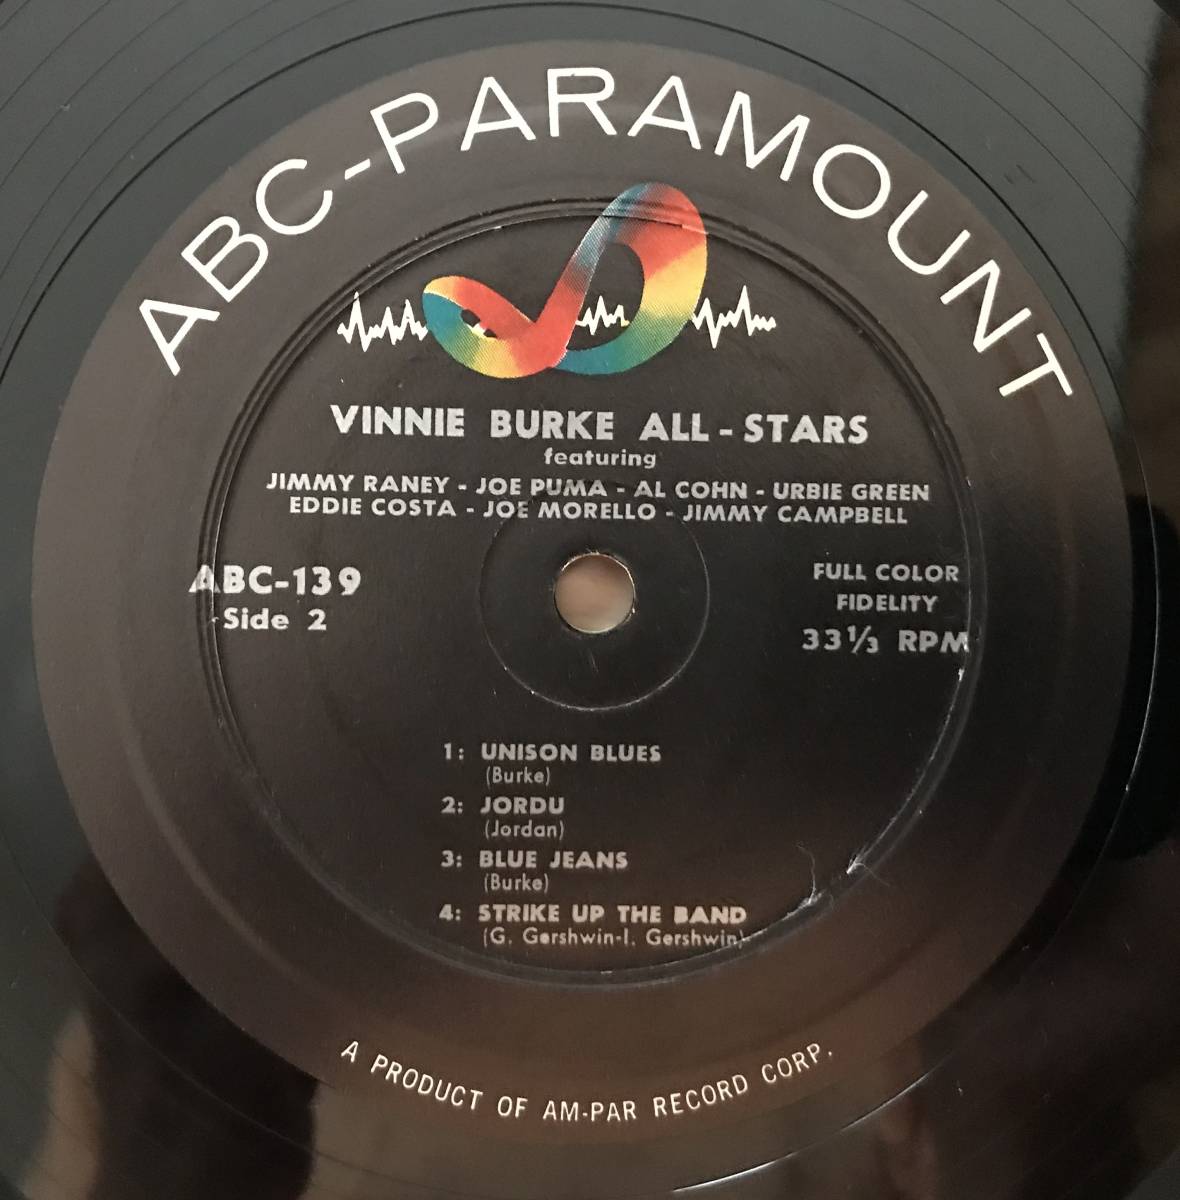 ABC-PARAMOUNT
VINNIE BURKE ALL-STARS
featuring
JIMMY RANEY - JOE PUMA - AL COHN - URBIE GREEN
EDDIE COSTA - JOE MORELLO - JIMMY CAMPBELL
ABC-139
Side 2
FULL COLOR
FIDELITY
33⅓ RPM
1: UNISON BLUES
(Burke)
2: JORDU
(Jordan)
3: BLUE JEANS
(Burke)
4: STRIKE UP THE BAND
(G. Gershwin-I. Gershwin)
A PRODUCT OF AM-PAR RECORD CORP.